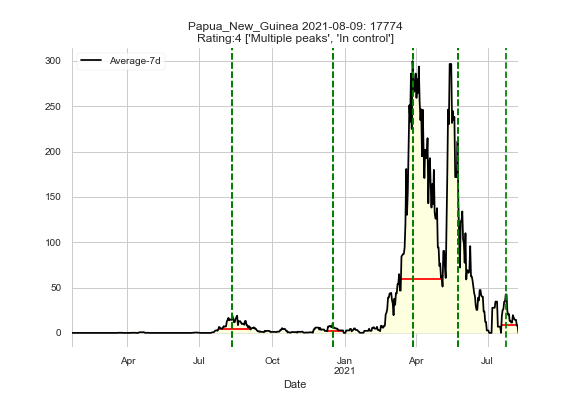 Papua_New_Guinea 2021-08-09: 17774
Rating:4 ['Multiple peaks', 'In control']
Average-7d
300
250
200
150
100
50
0
Apr Jul Oct Jan Apr Jul
2021
Date